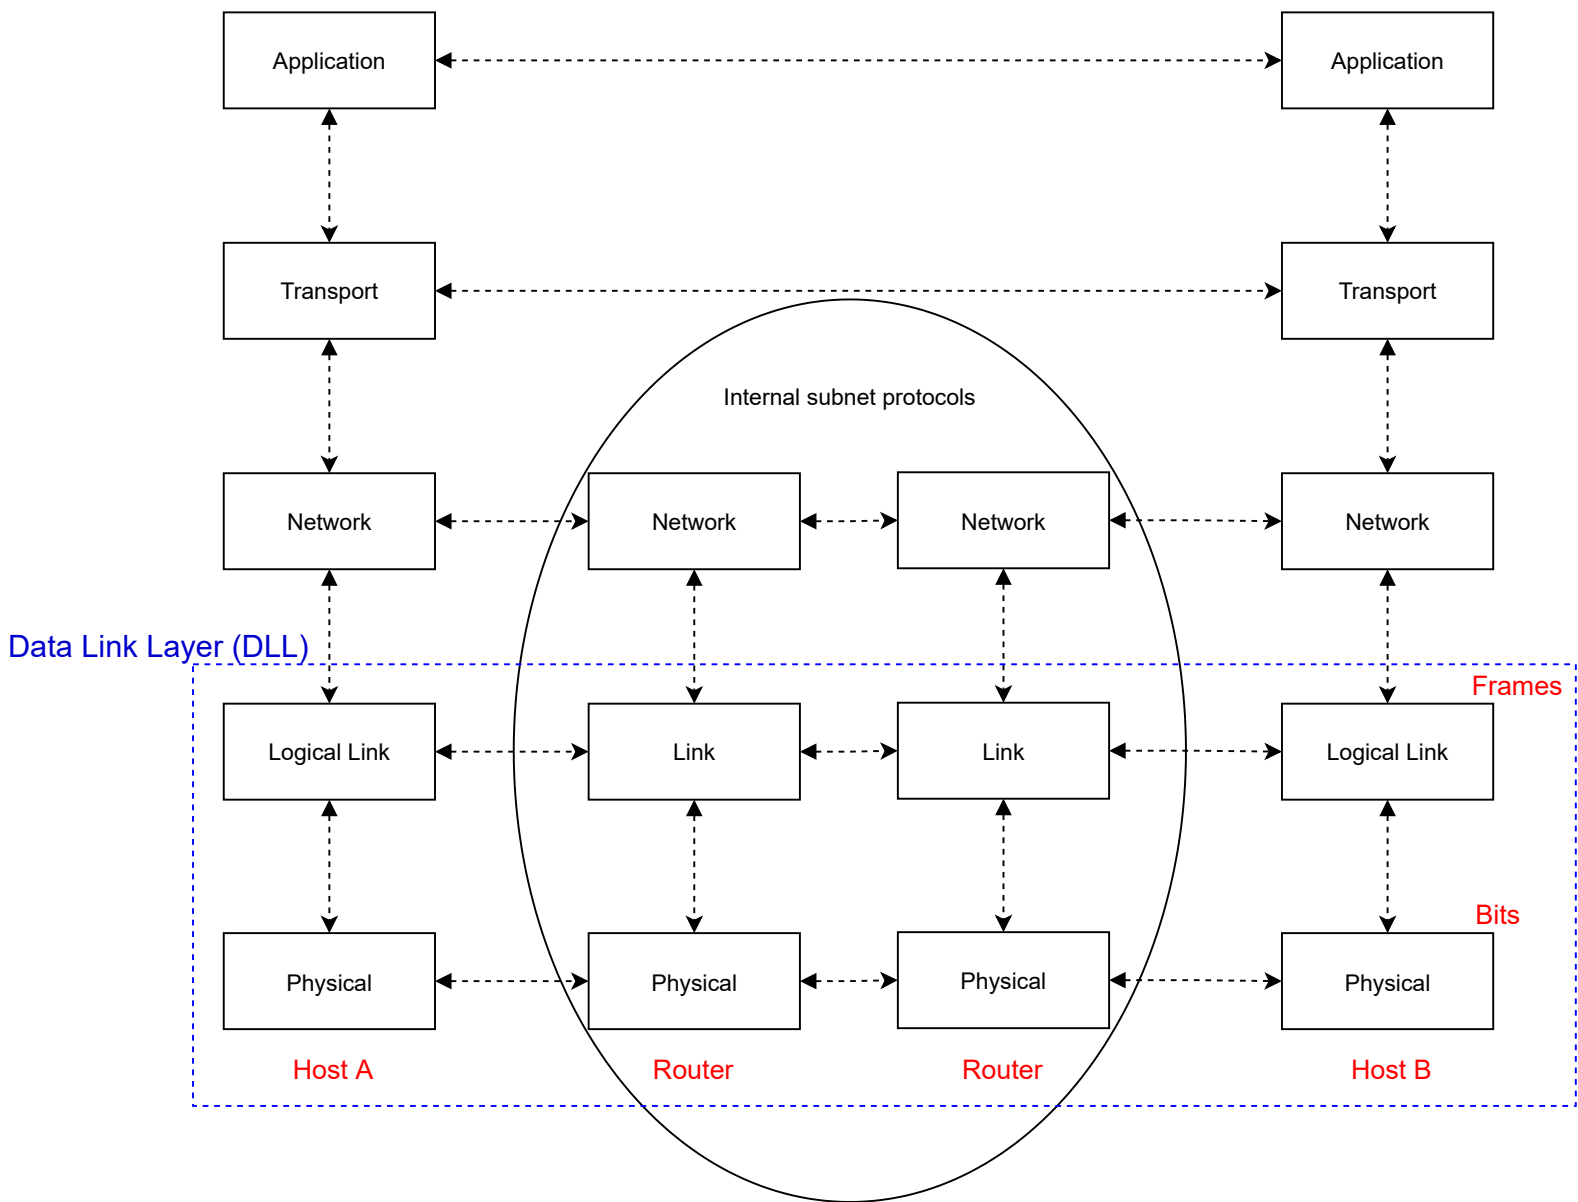 Application
Application
Transport
Transport
Internal subnet protocols
Network
Network
Network
Network
Data Link Layer (DLL)
Frames
Logical Link
Link
Link
Logical Link
Bits
Physical
Physical
Physical
Physical
Host A
Router
Router
Host B